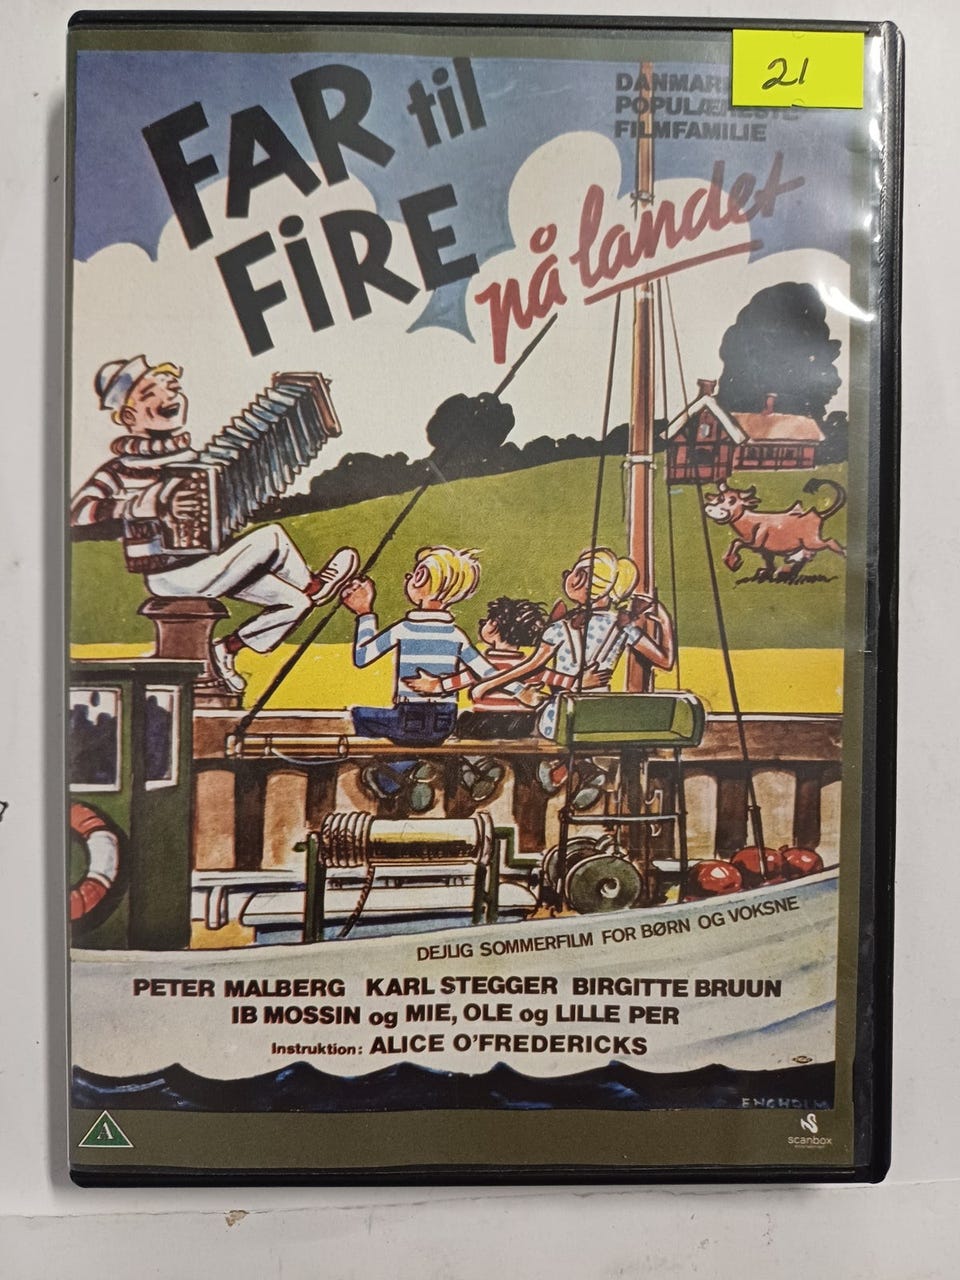 21
FAR til
FIRE
på landet
POPULÆRESTE
FILMFAMILIE
DEJLIG SOMMERFILM FOR BØRN OG VOKSNE
PETER MALBERG KARL STEGGER BIRGITTE BRUUN
IB MOSSIN og MIE, OLE og LILLE PER
Instruktion: ALICE O'FREDERICKS
ENGHOLM
A
scanbox